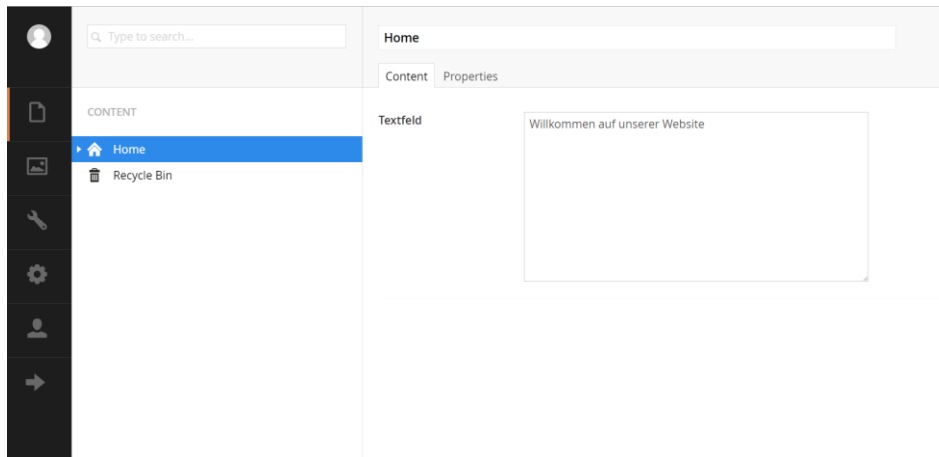 Type to search...
Home
Content Properties
CONTENT
Home
Recycle Bin
Textfeld
Willkommen auf unserer Website